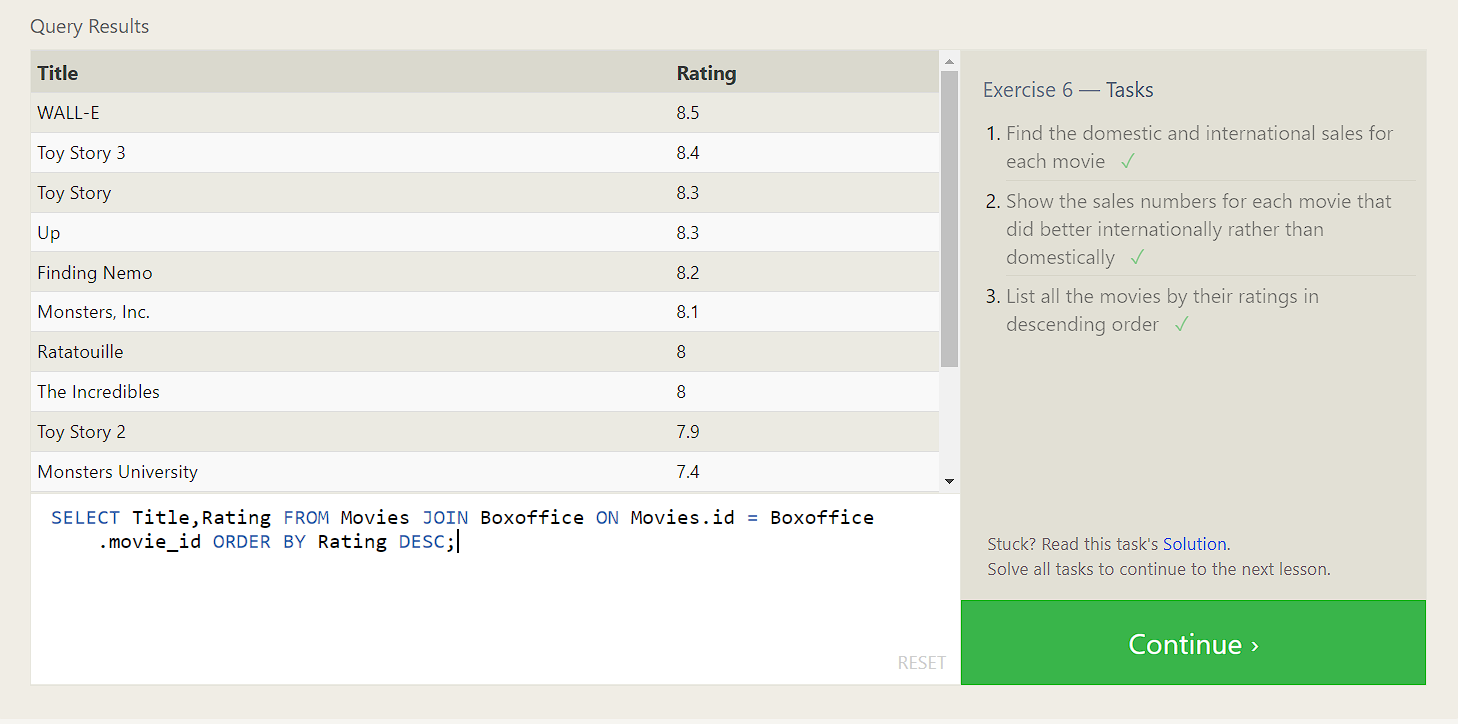 Query Results
Title Rating
WALL-E 8.5
Toy Story 3 8.4
Toy Story 8.3
Up 8.3
Finding Nemo 8.2
Monsters, Inc. 8.1
Ratatouille 8
The Incredibles 8
Toy Story 2 7.9
Monsters University 7.4
SELECT Title,Rating FROM Movies JOIN Boxoffice ON Movies.id = Boxoffice
.movie_id ORDER BY Rating DESC;
RESET
Exercise 6 — Tasks
1. Find the domestic and international sales for
each movie ✓
2. Show the sales numbers for each movie that
did better internationally rather than
domestically ✓
3. List all the movies by their ratings in
descending order ✓
Stuck? Read this task's Solution.
Solve all tasks to continue to the next lesson.
Continue ›